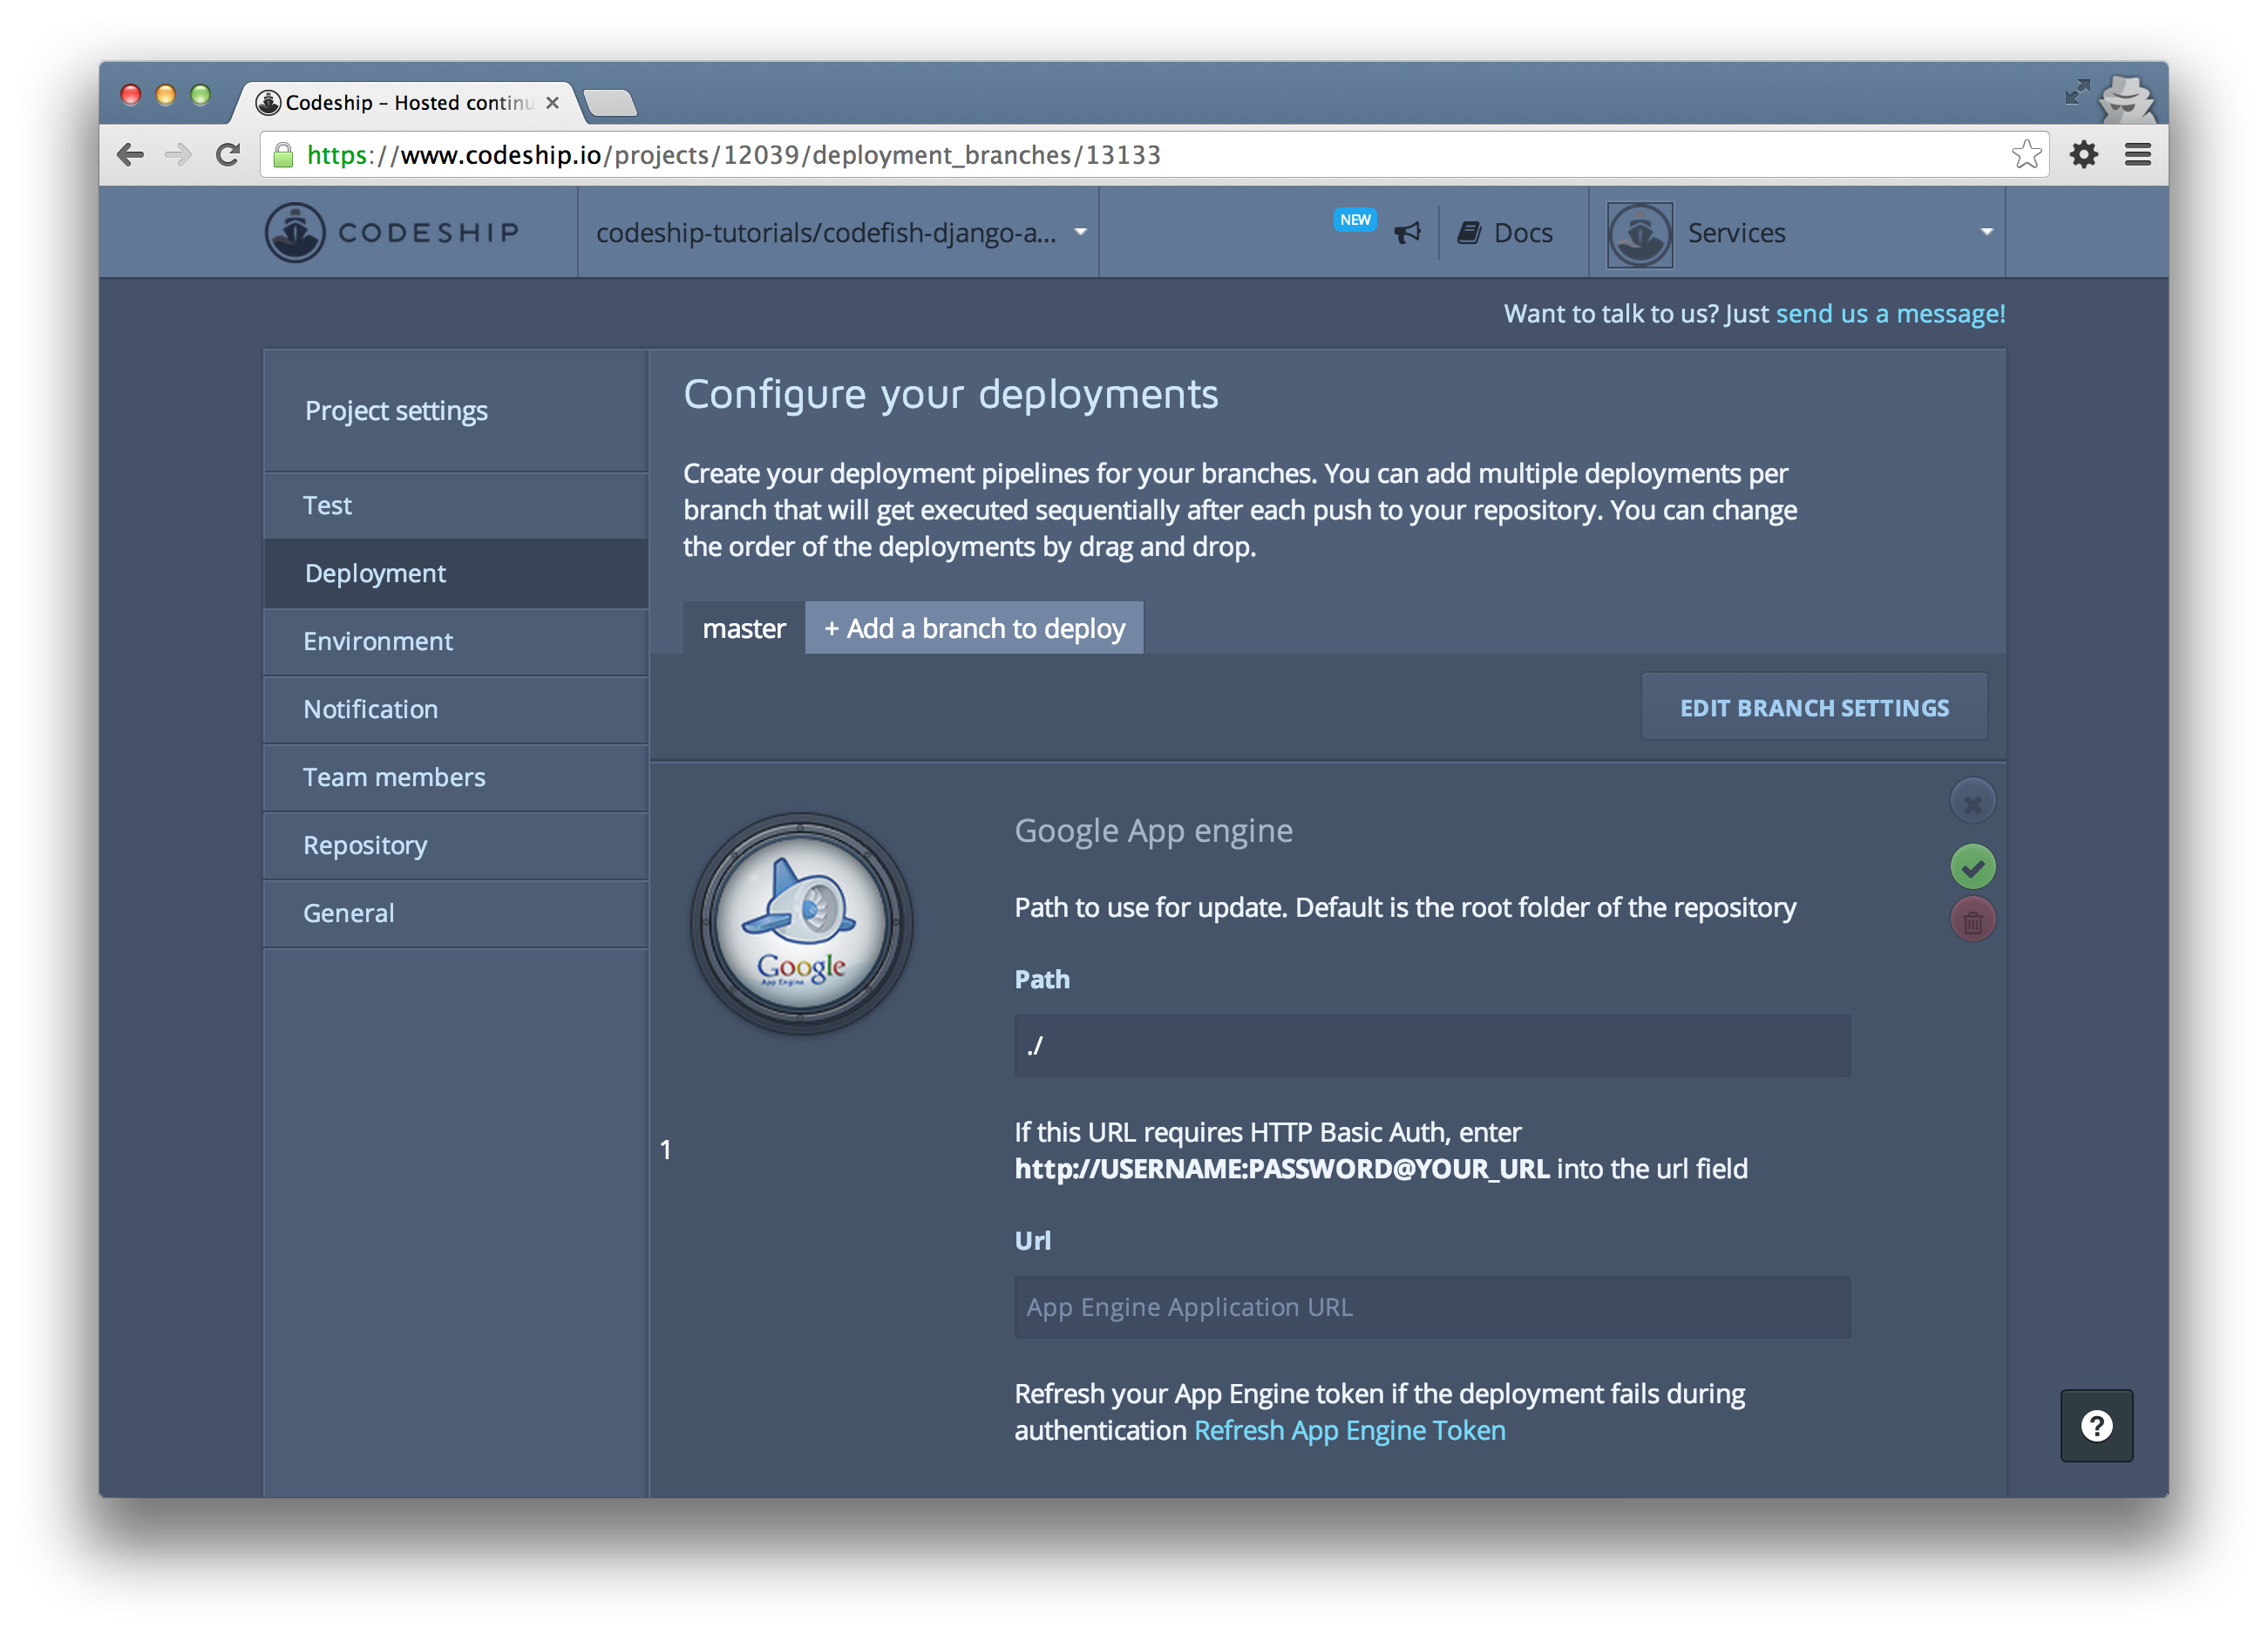 Codeship – Hosted continu
https://www.codeship.io/projects/12039/deployment_branches/13133
CODESHIP
codeship-tutorials/codefish-django-a...
NEW
Docs
Services
Want to talk to us? Just send us a message!
Project settings
Test
Deployment
Environment
Notification
Team members
Repository
General
Configure your deployments
Create your deployment pipelines for your branches. You can add multiple deployments per
branch that will get executed sequentially after each push to your repository. You can change
the order of the deployments by drag and drop.
master
+ Add a branch to deploy
EDIT BRANCH SETTINGS
1
Google
App Engine
Google App engine
Path to use for update. Default is the root folder of the repository
Path
./
If this URL requires HTTP Basic Auth, enter
http://USERNAME:PASSWORD@YOUR_URL into the url field
Url
App Engine Application URL
Refresh your App Engine token if the deployment fails during
authentication Refresh App Engine Token
?